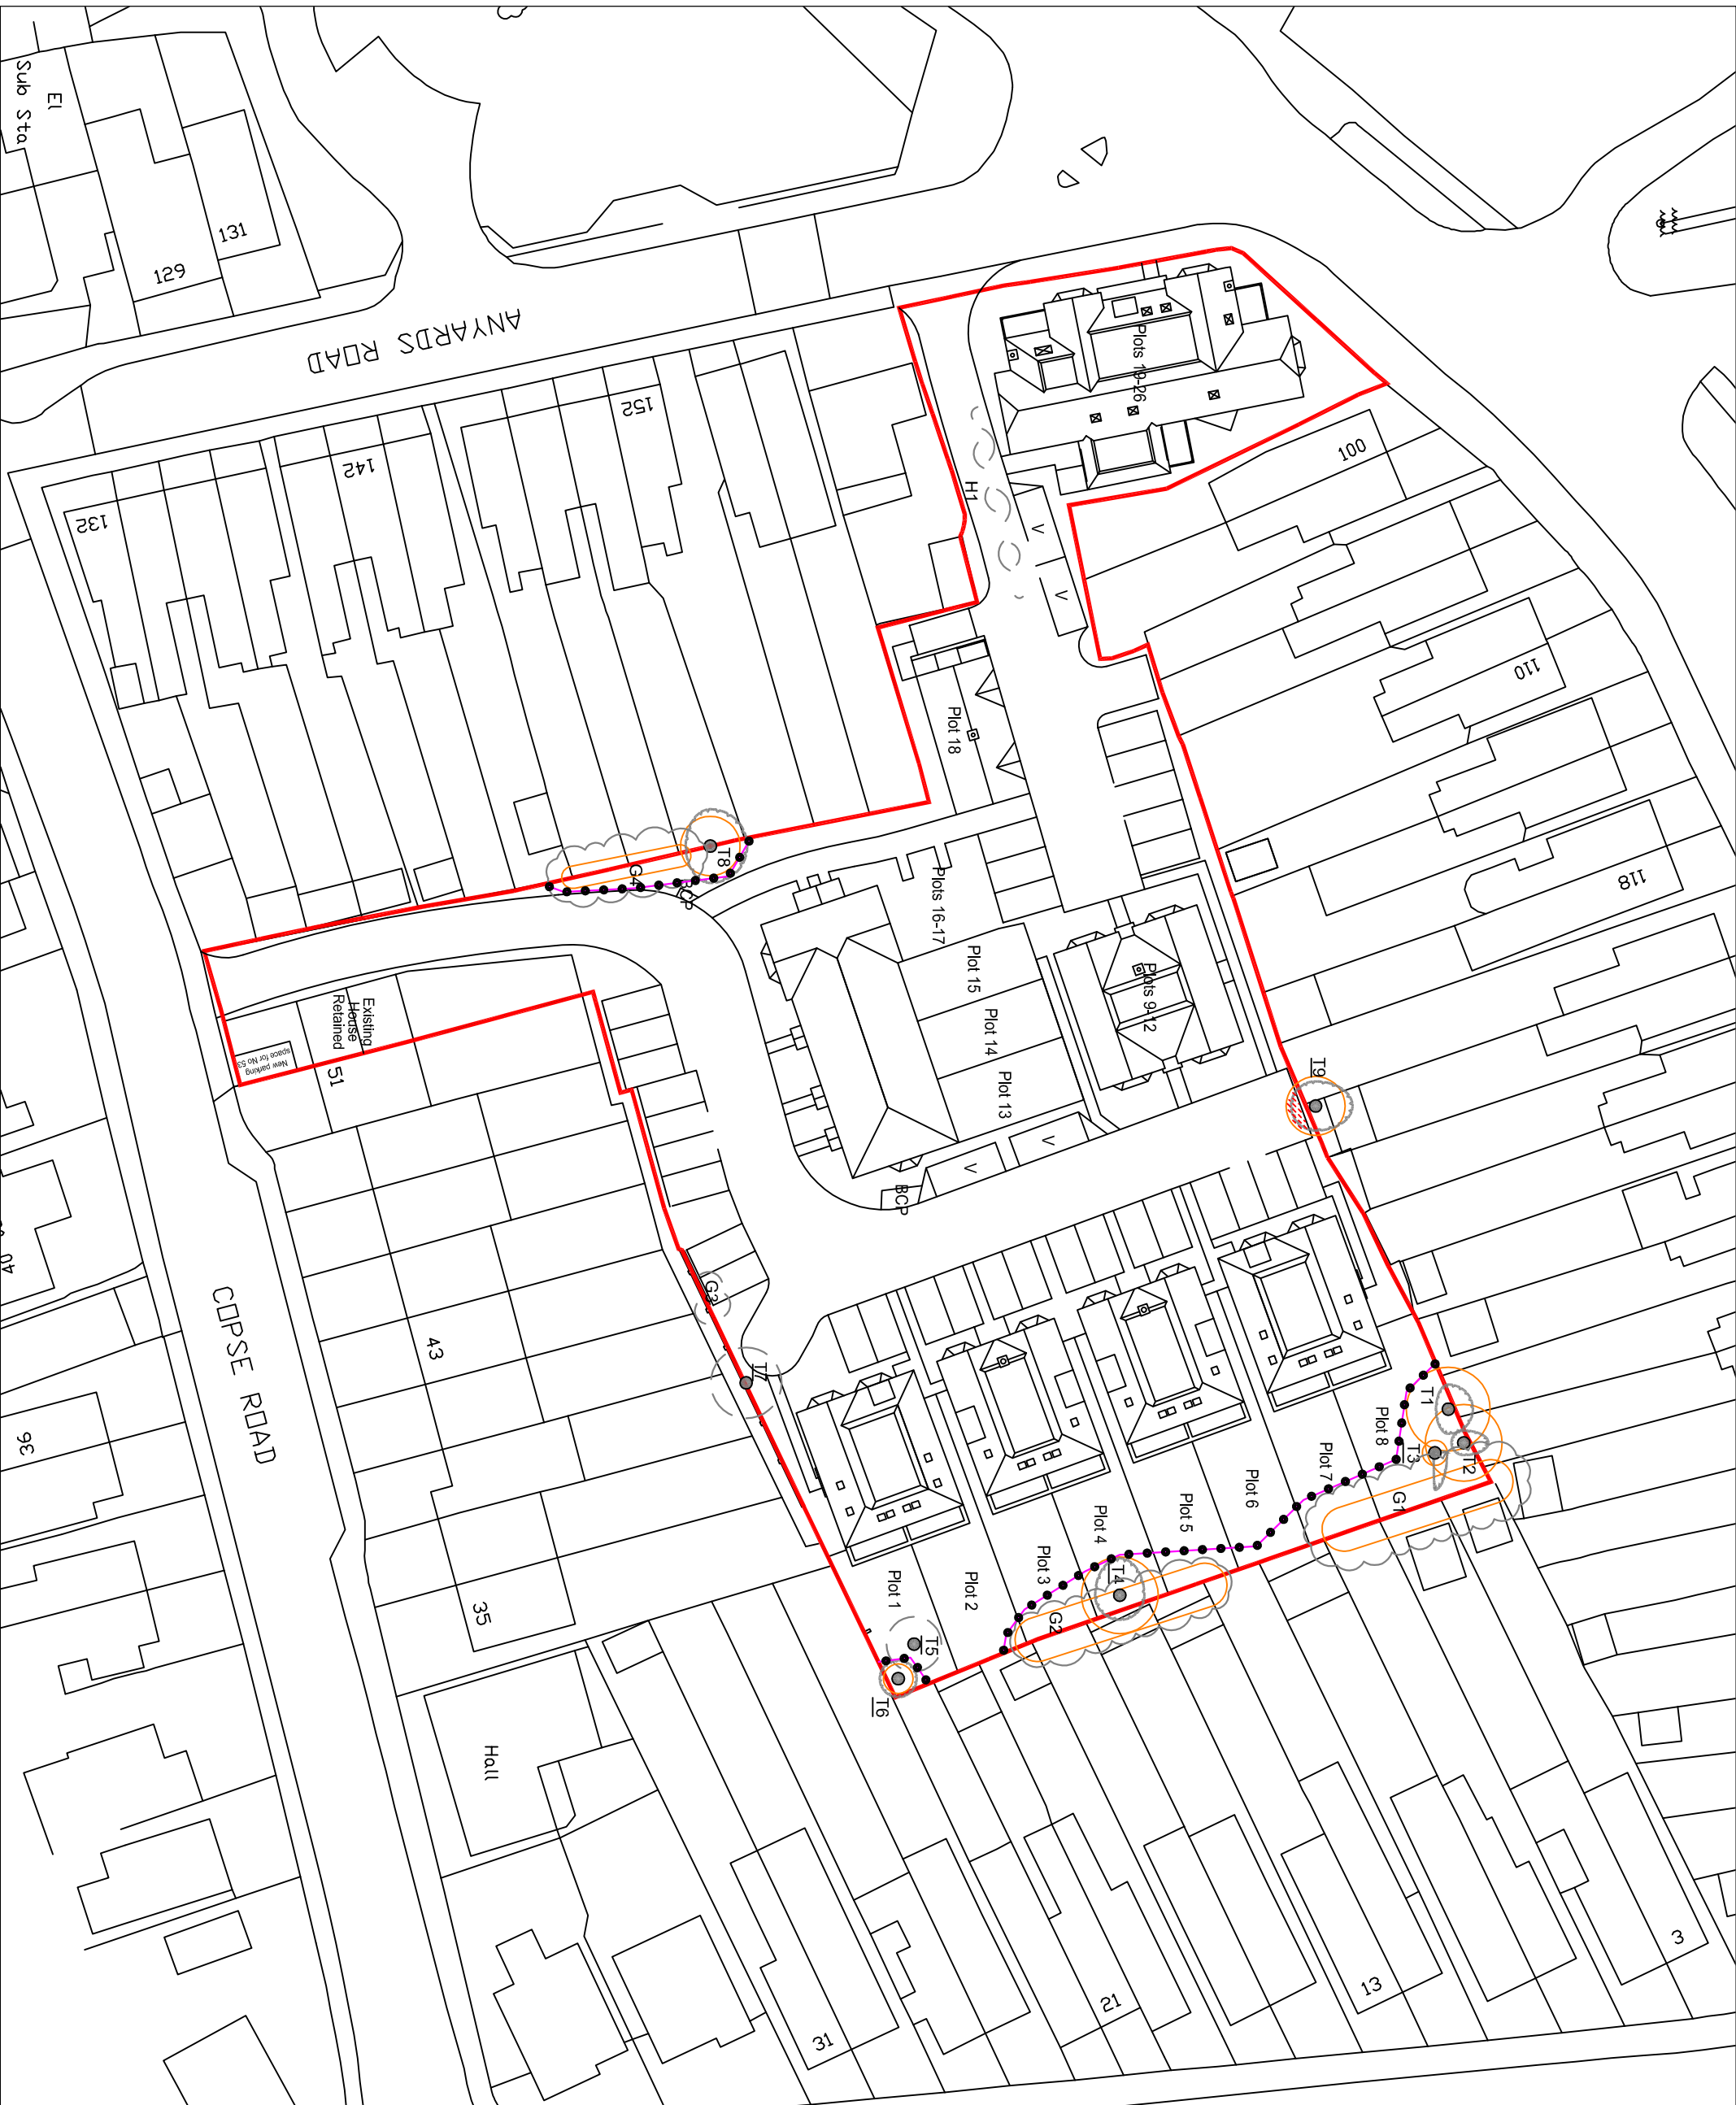 El
Sub Sta
131
129
ANYARDS ROAD
152
142
132
Plots 19-26
100
H1
V
V
110
118
Plot 18
Plots 16-17
Plot 15
Plot 14
Plot 13
Plots 9-12
T8
G4
BCP
Existing
House
Retained
New parking
space for No 53
51
T9
V
V
BCP
G3
T7
43
COPSE ROAD
40
36
35
Hall
T1
T2
T3
G1
Plot 8
Plot 7
Plot 6
Plot 5
Plot 4
Plot 3
Plot 2
Plot 1
T4
G2
T5
T6
3
13
21
31